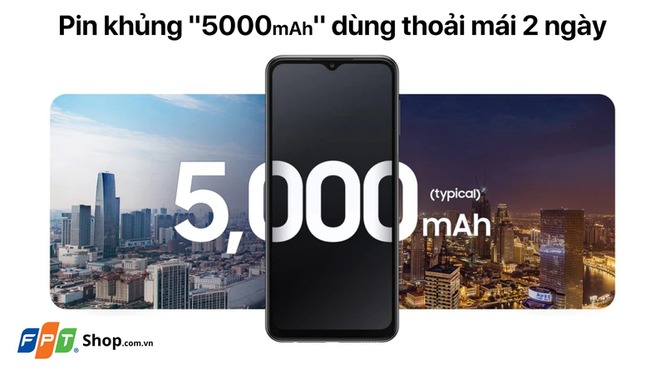 Pin khủng "5000mAh" dùng thoải mái 2 ngày
5,000 mAh
(typical)*
FPT® Shop.com.vn